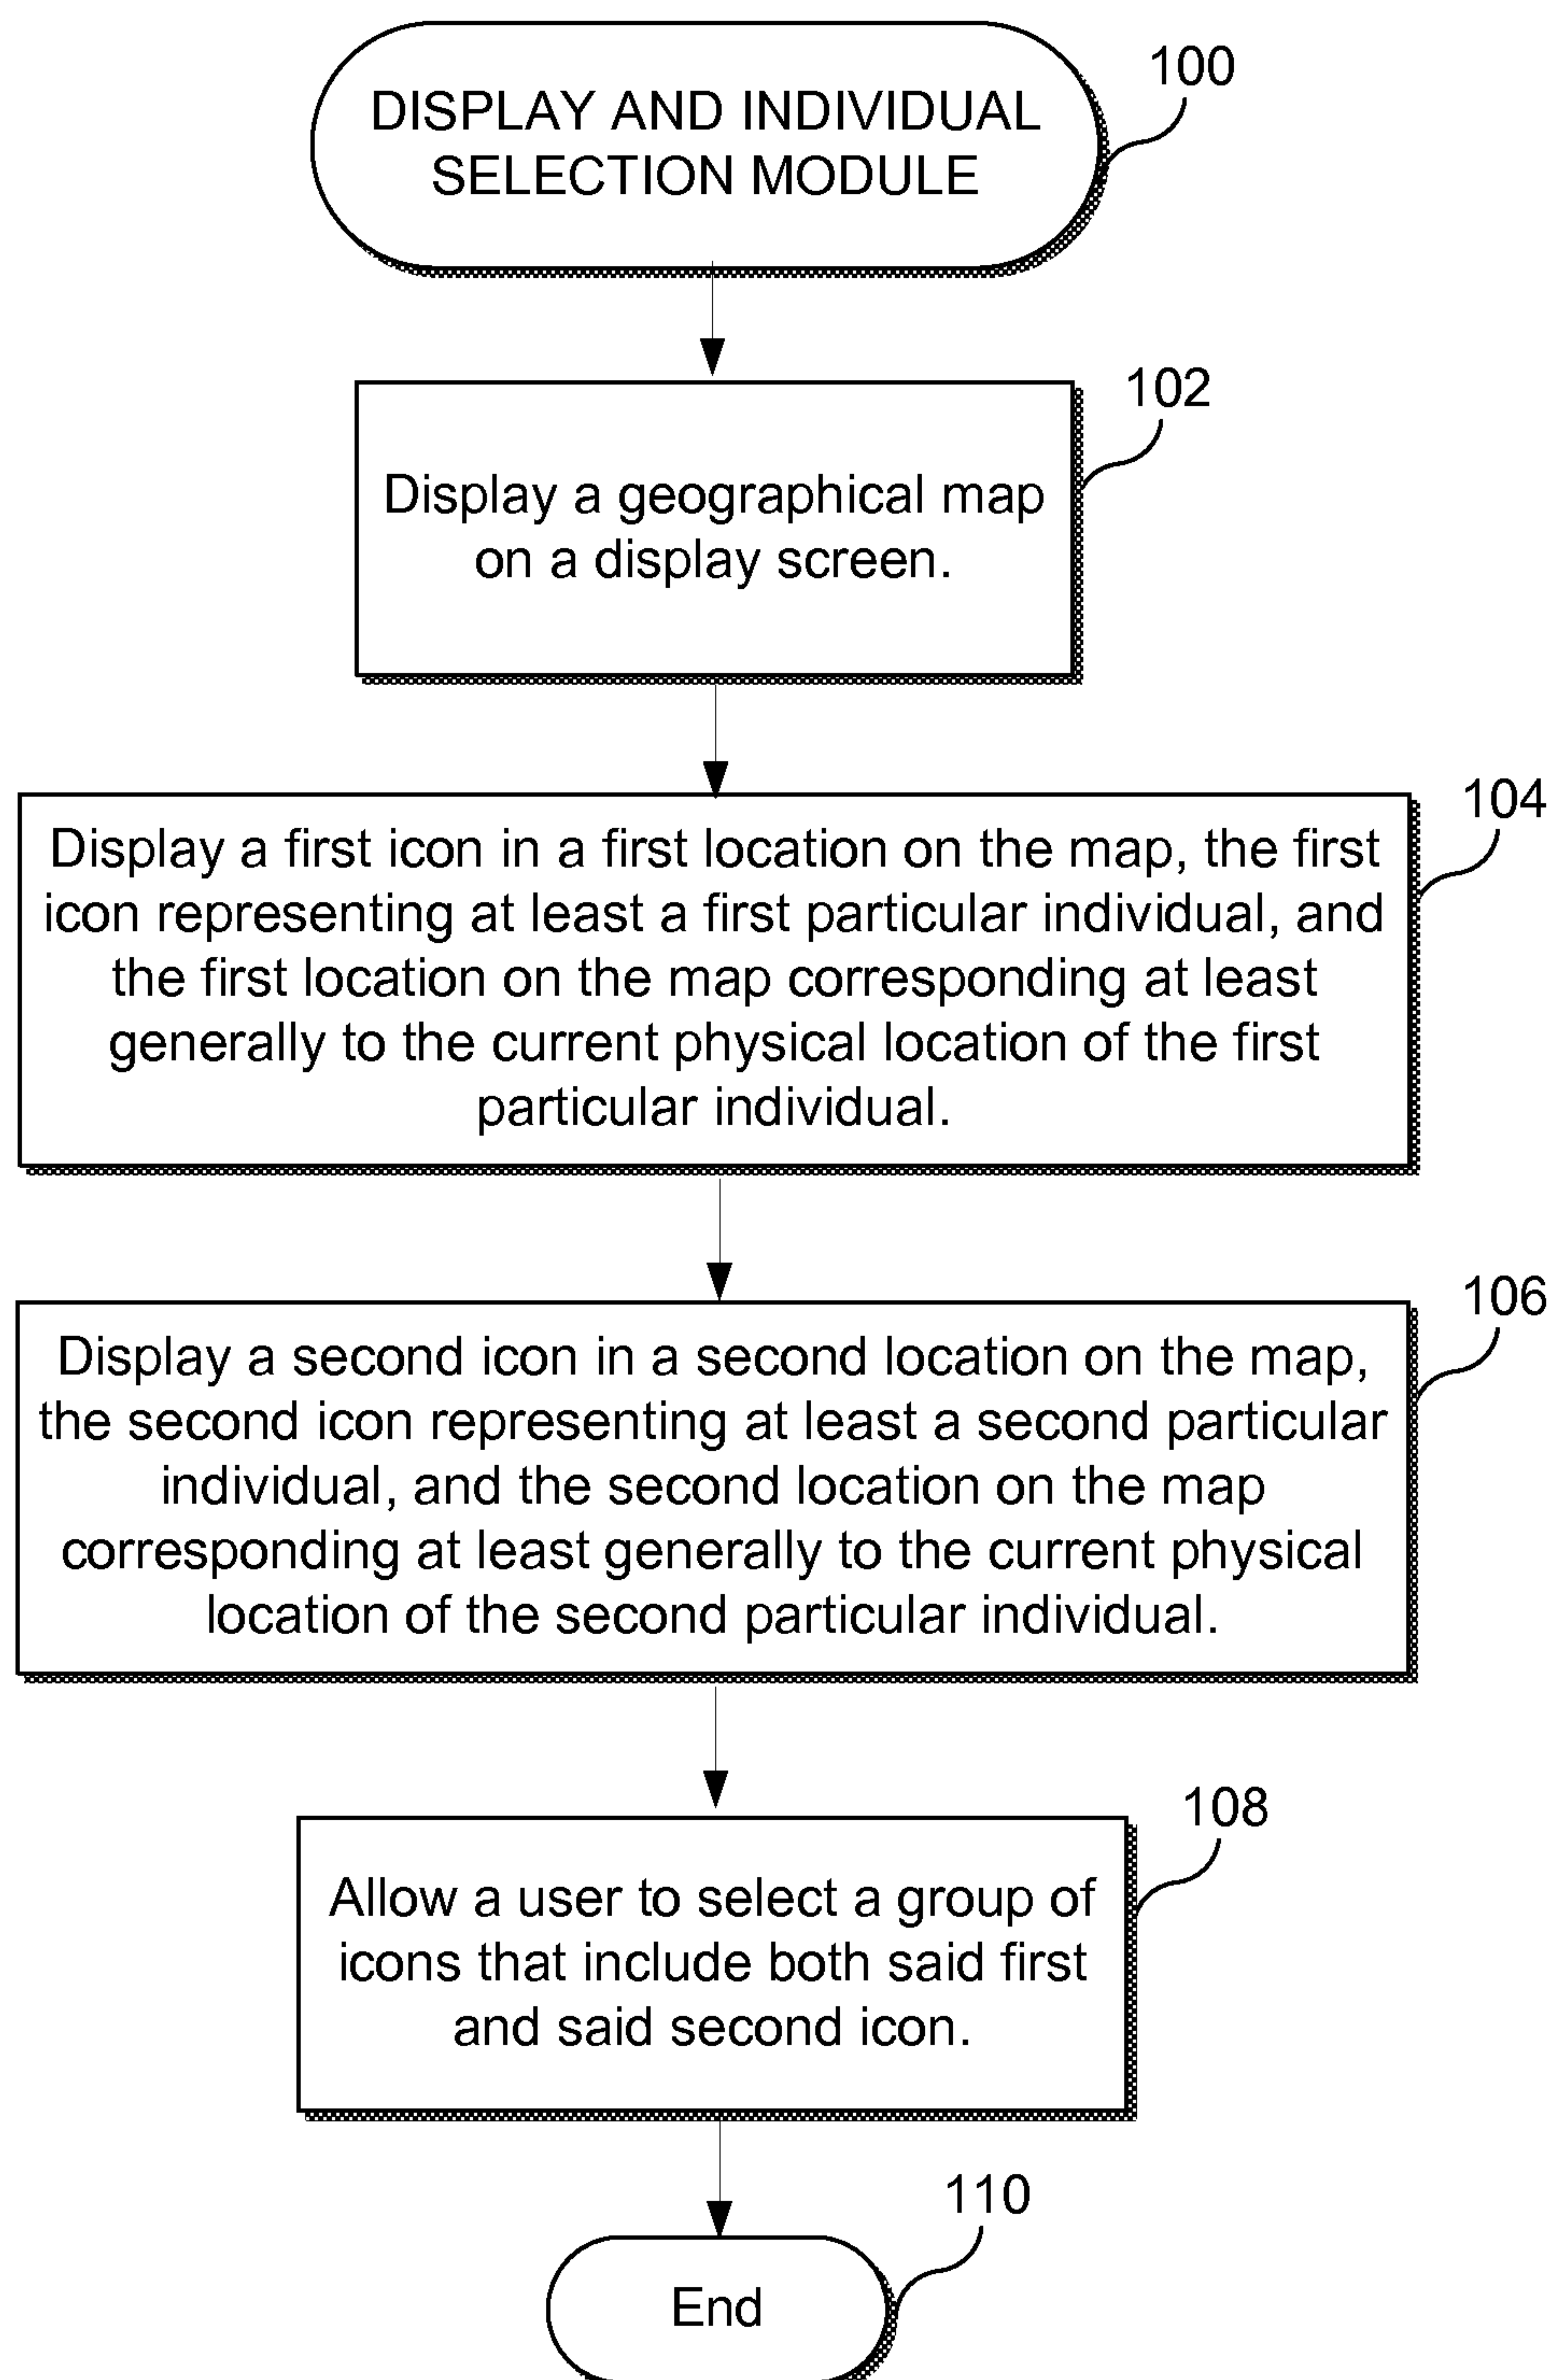 100
DISPLAY AND INDIVIDUAL
SELECTION MODULE
102
Display a geographical map
on a display screen.
104
Display a first icon in a first location on the map, the first
icon representing at least a first particular individual, and
the first location on the map corresponding at least
generally to the current physical location of the first
particular individual.
106
Display a second icon in a second location on the map,
the second icon representing at least a second particular
individual, and the second location on the map
corresponding at least generally to the current physical
location of the second particular individual.
108
Allow a user to select a group of
icons that include both said first
and said second icon.
110
End